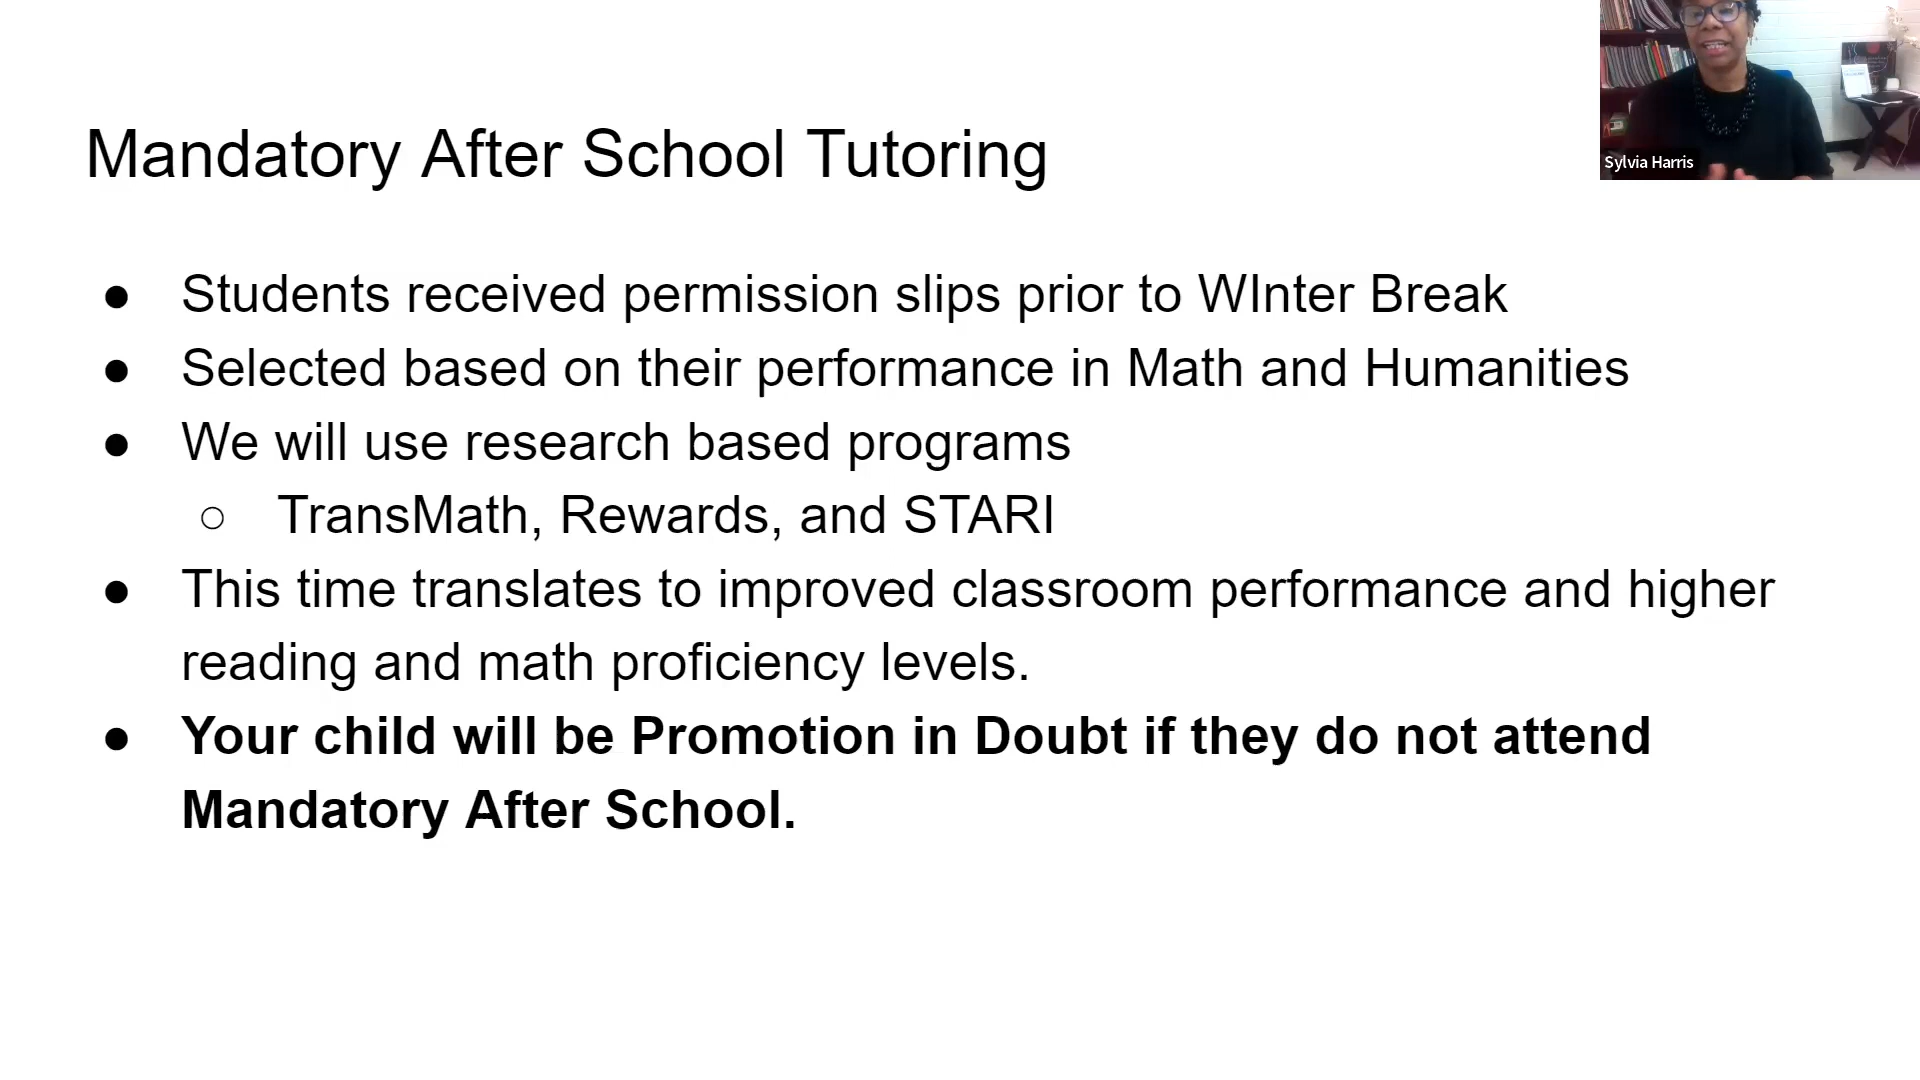 Sylvia Harris
Mandatory After School Tutoring
● Students received permission slips prior to WInter Break
● Selected based on their performance in Math and Humanities
● We will use research based programs
○ TransMath, Rewards, and STARI
● This time translates to improved classroom performance and higher
reading and math proficiency levels.
● Your child will be Promotion in Doubt if they do not attend
Mandatory After School.